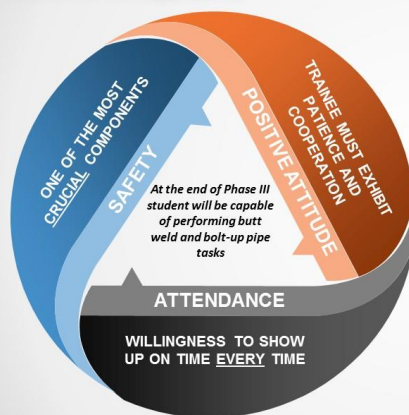 ONE OF THE MOST
CRUCIAL COMPONENTS
SAFETY
TRAINEE MUST EXHIBIT
PATIENCE AND
COOPERATION
POSITIVE ATTITUDE
At the end of Phase III
student will be capable
of performing butt
weld and bolt-up pipe
tasks
ATTENDANCE
WILLINGNESS TO SHOW
UP ON TIME EVERY TIME